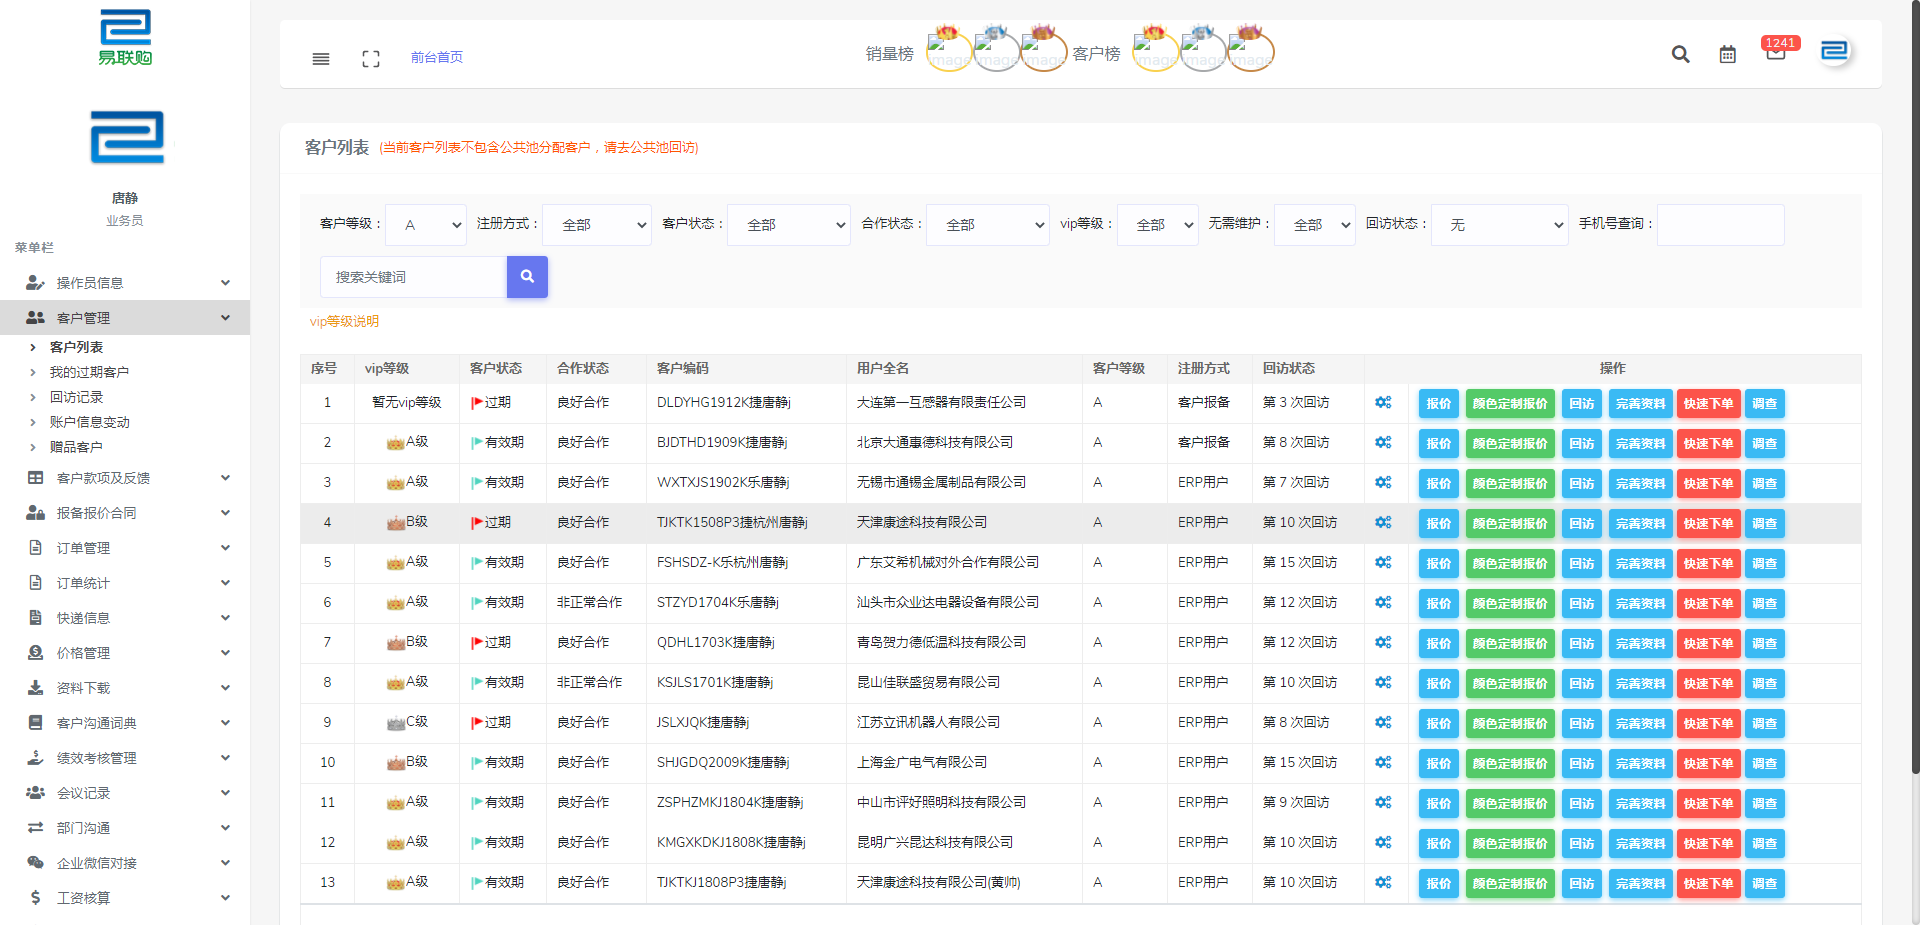 易联购
唐静
业务员
菜单栏
操作员信息
客户管理
客户列表
我的过期客户
回访记录
账户信息变动
赠品客户
客户款项及反馈
报备报价合同
订单管理
订单统计
快递信息
价格管理
资料下载
客户沟通词典
绩效考核管理
会议记录
部门沟通
企业微信对接
工资核算
前台首页 销量榜 客户榜 1241
客户列表 (当前客户列表不包含公共池分配客户，请去公共池回访)
客户等级： A 注册方式： 全部 客户状态： 全部 合作状态： 全部 vip等级： 全部 无需维护： 全部 回访状态： 无 手机号查询：
搜索关键词
vip等级说明
序号 vip等级 客户状态 合作状态 客户编码 用户全名 客户等级 注册方式 回访状态 操作
1 暂无vip等级 过期 良好合作 DLDYHG1912K捷唐静j 大连第一互感器有限责任公司 A 客户报备 第 3 次回访 报价 颜色定制报价 回访 完善资料 快速下单 调查
2 A级 有效期 良好合作 BJDTHD1909K捷唐静j 北京大通惠德科技有限公司 A 客户报备 第 8 次回访 报价 颜色定制报价 回访 完善资料 快速下单 调查
3 A级 有效期 良好合作 WXTXJS1902K乐唐静j 无锡市通锡金属制品有限公司 A ERP用户 第 7 次回访 报价 颜色定制报价 回访 完善资料 快速下单 调查
4 B级 过期 良好合作 TJKTK1508P3捷杭州唐静j 天津康途科技有限公司 A ERP用户 第 10 次回访 报价 颜色定制报价 回访 完善资料 快速下单 调查
5 A级 有效期 良好合作 FSHSDZ-K乐杭州唐静j 广东艾希机械对外合作有限公司 A ERP用户 第 15 次回访 报价 颜色定制报价 回访 完善资料 快速下单 调查
6 A级 有效期 非正常合作 STZYD1704K乐唐静j 汕头市众业达电器设备有限公司 A ERP用户 第 12 次回访 报价 颜色定制报价 回访 完善资料 快速下单 调查
7 B级 过期 良好合作 QDHL1703K捷唐静j 青岛贺力德低温科技有限公司 A ERP用户 第 12 次回访 报价 颜色定制报价 回访 完善资料 快速下单 调查
8 A级 有效期 非正常合作 KSJLS1701K捷唐静j 昆山佳联盛贸易有限公司 A ERP用户 第 10 次回访 报价 颜色定制报价 回访 完善资料 快速下单 调查
9 C级 过期 良好合作 JSLXJQK捷唐静j 江苏立讯机器人有限公司 A ERP用户 第 8 次回访 报价 颜色定制报价 回访 完善资料 快速下单 调查
10 B级 有效期 良好合作 SHJGDQ2009K捷唐静j 上海金广电气有限公司 A ERP用户 第 15 次回访 报价 颜色定制报价 回访 完善资料 快速下单 调查
11 A级 有效期 良好合作 ZSPHZMKJ1804K捷唐静j 中山市评好照明科技有限公司 A ERP用户 第 9 次回访 报价 颜色定制报价 回访 完善资料 快速下单 调查
12 A级 有效期 良好合作 KMGXKDKJ1808K捷唐静j 昆明广兴昆达科技有限公司 A ERP用户 第 10 次回访 报价 颜色定制报价 回访 完善资料 快速下单 调查
13 A级 有效期 良好合作 TJKTKJ1808P3捷唐静j 天津康途科技有限公司(黄帅) A ERP用户 第 10 次回访 报价 颜色定制报价 回访 完善资料 快速下单 调查